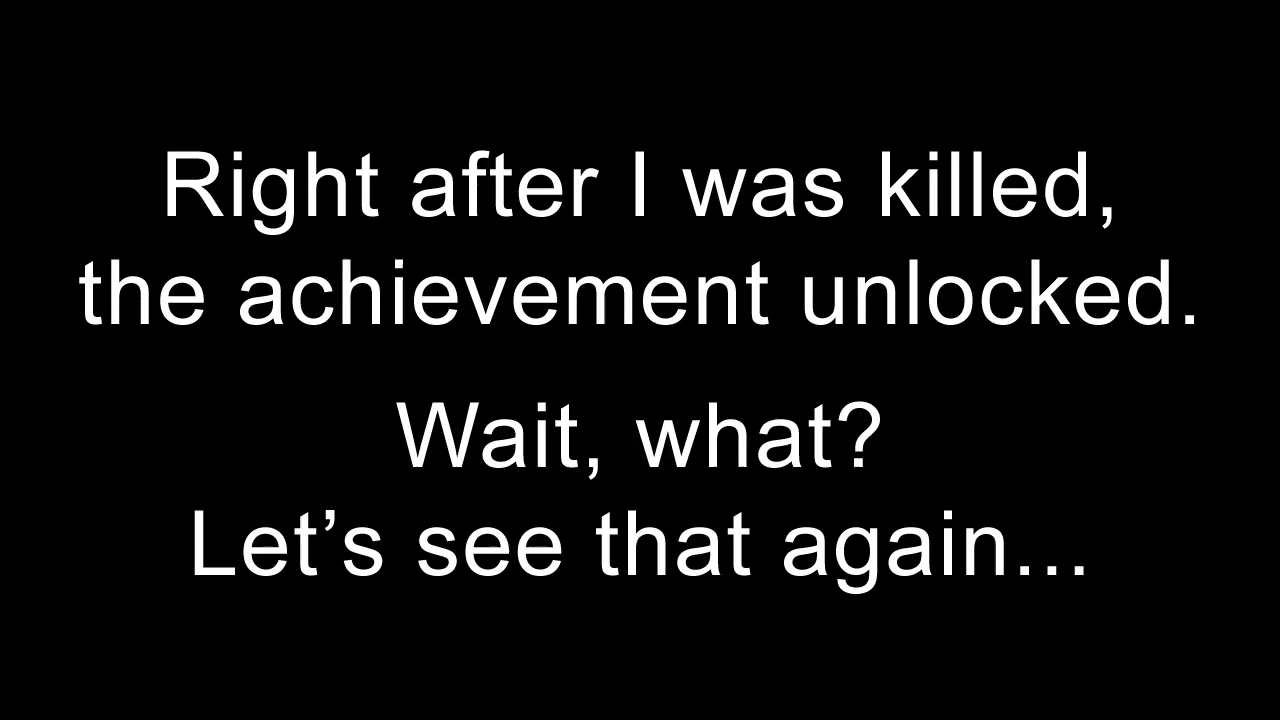 Right after I was killed,
the achievement unlocked.
Wait, what?
Let’s see that again...